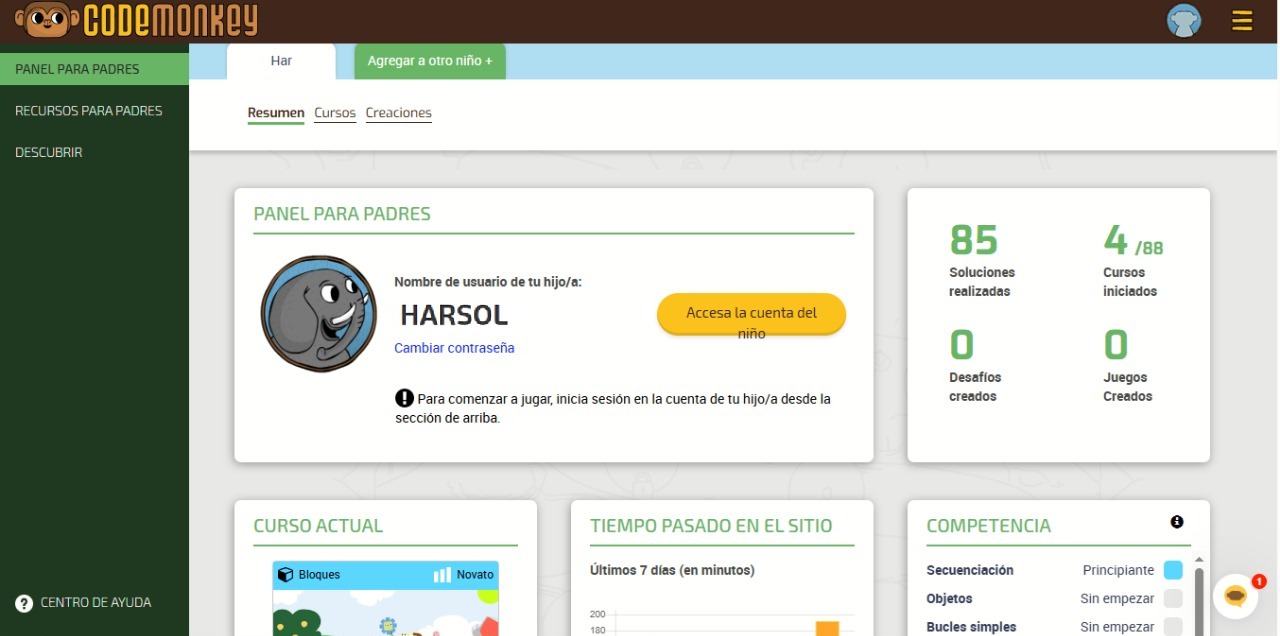 CODEMONKEY
PANEL PARA PADRES
RECURSOS PARA PADRES
DESCUBRIR
CENTRO DE AYUDA
Har
Agregar a otro niño +
Resumen Cursos Creaciones
PANEL PARA PADRES
Nombre de usuario de tu hijo/a:
HARSOL
Cambiar contraseña
Accesa la cuenta del
niño
! Para comenzar a jugar, inicia sesión en la cuenta de tu hijo/a desde la
sección de arriba.
85
Soluciones
realizadas
4 /88
Cursos
iniciados
0
Desafíos
creados
0
Juegos
Creados
CURSO ACTUAL
Bloques
Novato
TIEMPO PASADO EN EL SITIO
Últimos 7 días (en minutos)
200
180
COMPETENCIA
Secuenciación Principiante
Objetos Sin empezar
Bucles simples Sin empezar
1